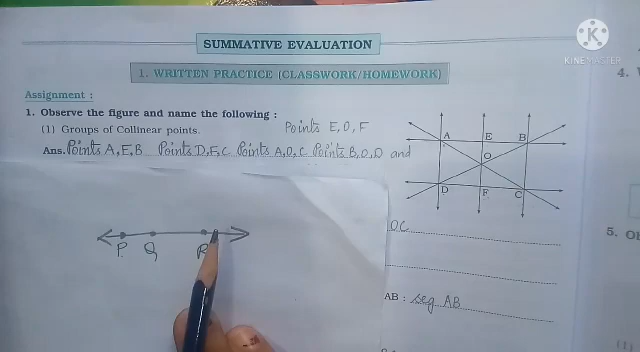 SUMMATIVE EVALUATION
KINEMASTER
1. WRITTEN PRACTICE (CLASSWORK/HOMEWORK)
4.
Assignment :
1. Observe the figure and name the following :
(1) Groups of Collinear points. Points E, O, F
Ans. Points A, E, B Points D, F, C Points A, O, C Points B, O, D and
A E B
O
D F C
OC
5.
P Q R
AB : seg AB
(1)